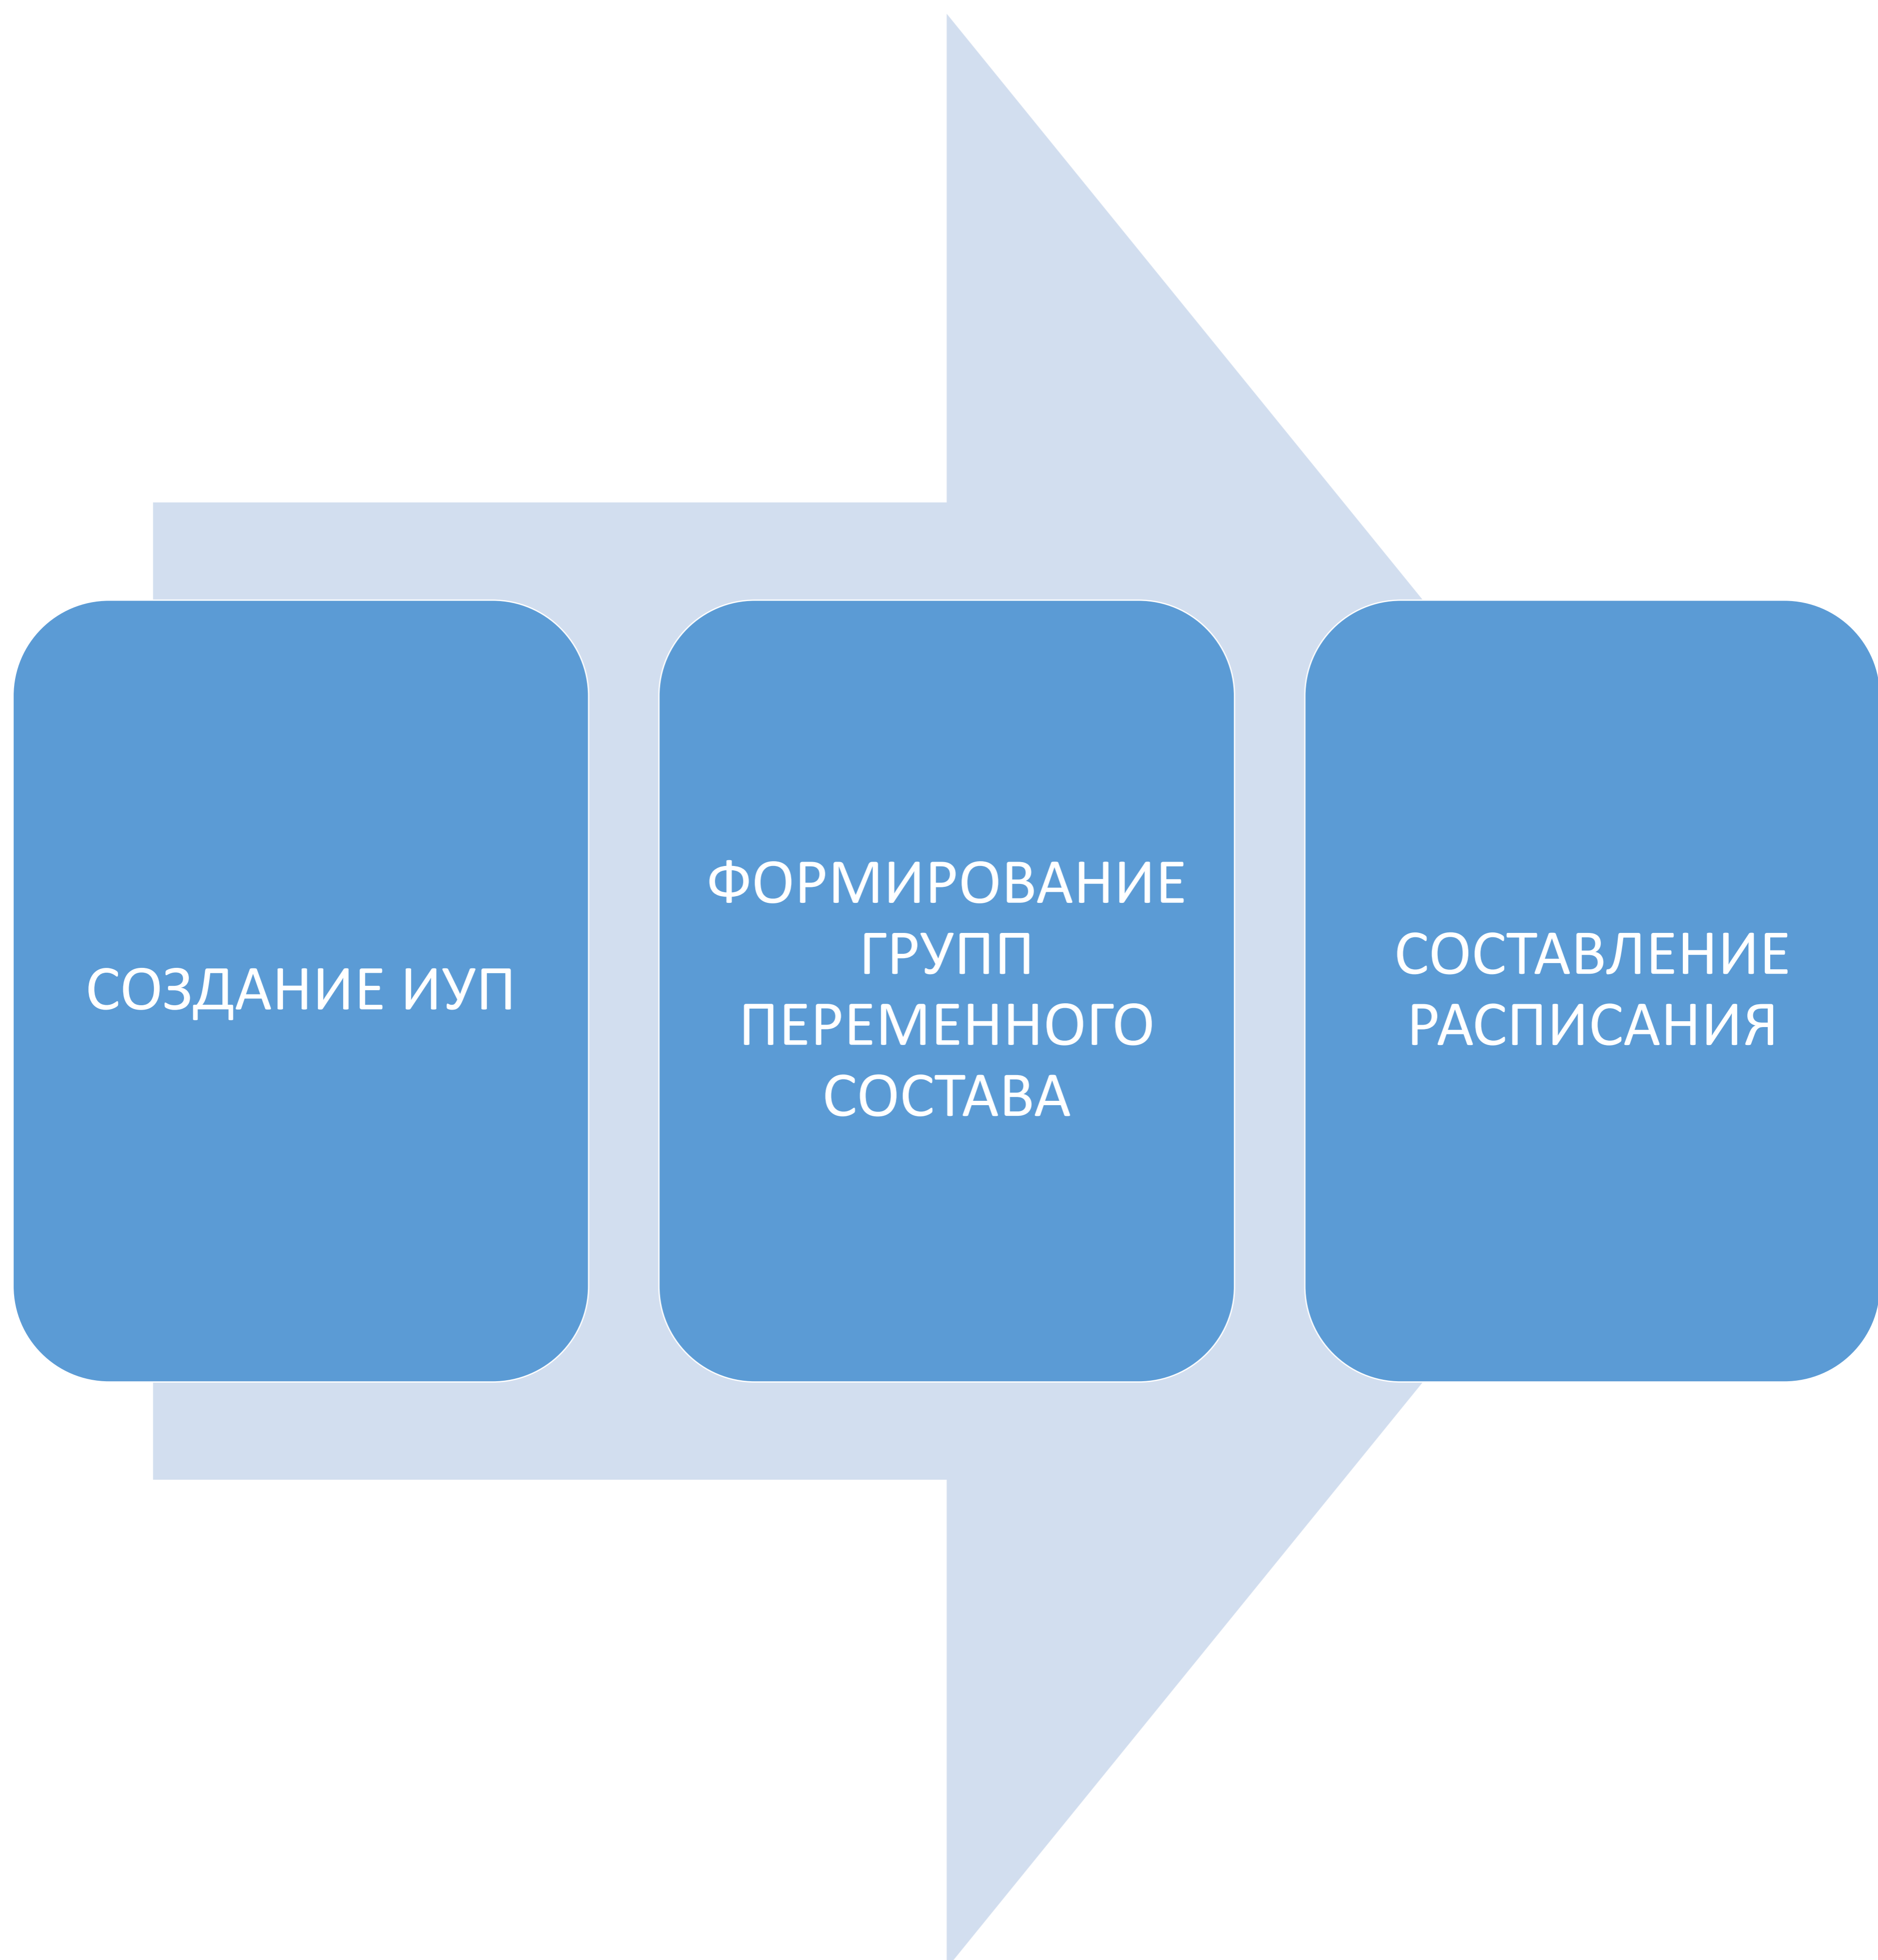 СОЗДАНИЕ ИУП
ФОРМИРОВАНИЕ
ГРУПП
ПЕРЕМЕННОГО
СОСТАВА
СОСТАВЛЕНИЕ
РАСПИСАНИЯ